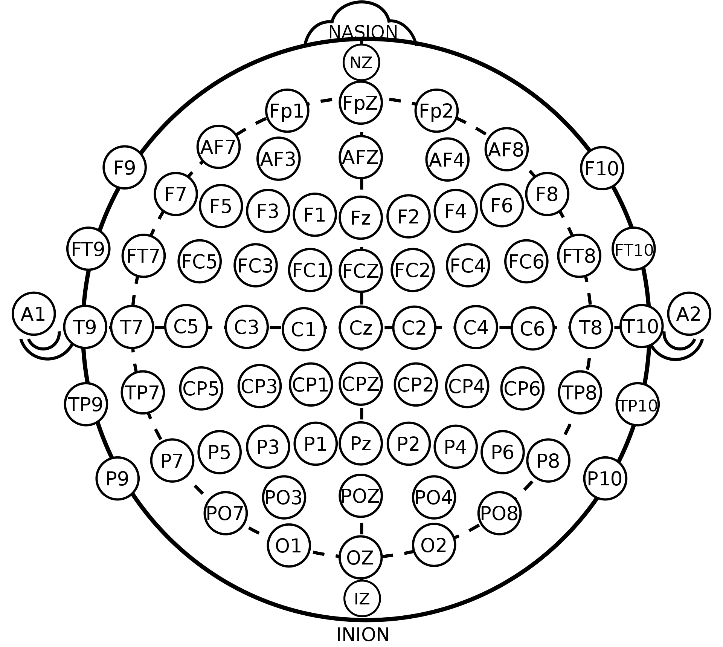 NASION
NZ
Fp1 FpZ Fp2
AF7 AF3 AFZ AF4 AF8
F9 F7 F5 F3 F1 Fz F2 F4 F6 F8 F10
FT9 FT7 FC5 FC3 FC1 FCZ FC2 FC4 FC6 FT8 FT10
A1 T9 T7 C5 C3 C1 Cz C2 C4 C6 T8 T10 A2
TP9 TP7 CP5 CP3 CP1 CPZ CP2 CP4 CP6 TP8 TP10
P9 P7 P5 P3 P1 Pz P2 P4 P6 P8 P10
PO7 PO3 POZ PO4 PO8
O1 OZ O2
IZ
INION